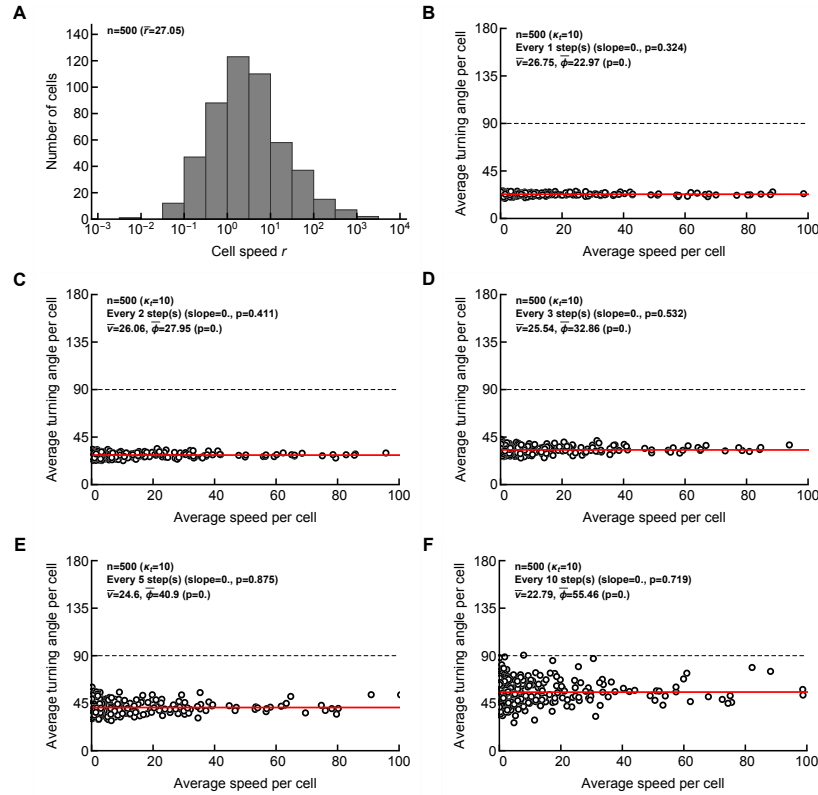 A
n=500 (r̅=27.05)
140
120
100
80
60
40
20
0
Number of cells
10⁻³ 10⁻² 10⁻¹ 10⁰ 10¹ 10² 10³ 10⁴
Cell speed r
B
n=500 (κₜ=10)
Every 1 step(s) (slope=0., p=0.324)
v̅=26.75, ϕ̅=22.97 (p=0.)
180
135
90
45
0
Average turning angle per cell
0 20 40 60 80 100
Average speed per cell
C
n=500 (κₜ=10)
Every 2 step(s) (slope=0., p=0.411)
v̅=26.06, ϕ̅=27.95 (p=0.)
180
135
90
45
0
Average turning angle per cell
0 20 40 60 80 100
Average speed per cell
D
n=500 (κₜ=10)
Every 3 step(s) (slope=0., p=0.532)
v̅=25.54, ϕ̅=32.86 (p=0.)
180
135
90
45
0
Average turning angle per cell
0 20 40 60 80 100
Average speed per cell
E
n=500 (κₜ=10)
Every 5 step(s) (slope=0., p=0.875)
v̅=24.6, ϕ̅=40.9 (p=0.)
180
135
90
45
0
Average turning angle per cell
0 20 40 60 80 100
Average speed per cell
F
n=500 (κₜ=10)
Every 10 step(s) (slope=0., p=0.719)
v̅=22.79, ϕ̅=55.46 (p=0.)
180
135
90
45
0
Average turning angle per cell
0 20 40 60 80 100
Average speed per cell